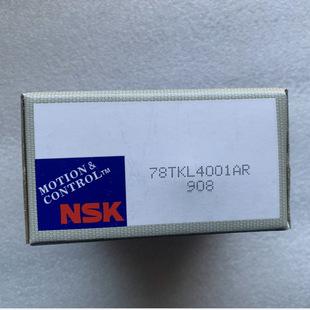 MOTION &
CONTROL™
NSK
78TKL4001AR
908